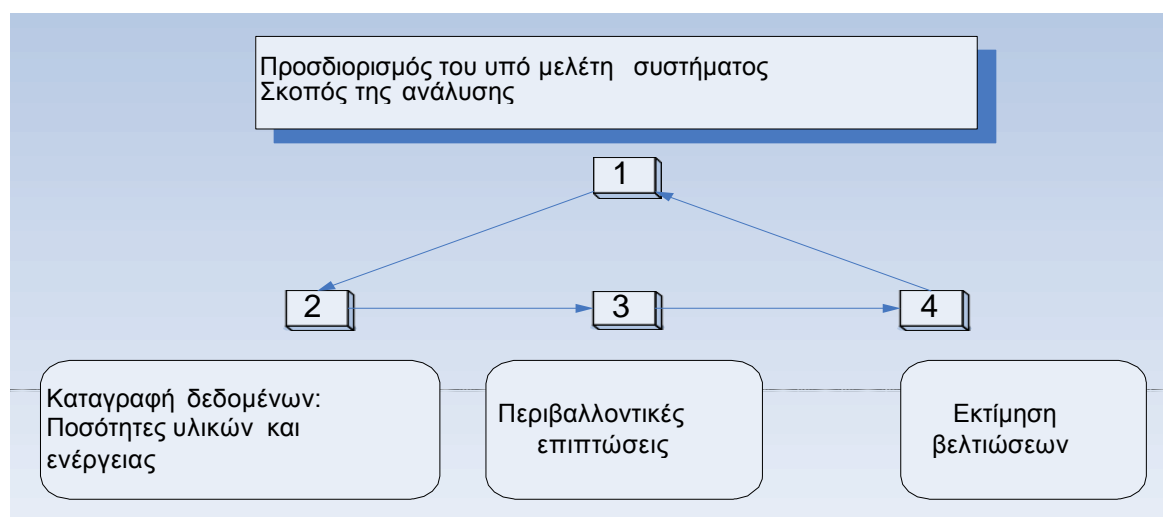 Προσδιορισμός του υπό μελέτη συστήματος
Σκοπός της ανάλυσης
1
2
3
4
Καταγραφή δεδομένων:
Ποσότητες υλικών και
ενέργειας
Περιβαλλοντικές
επιπτώσεις
Εκτίμηση
βελτιώσεων